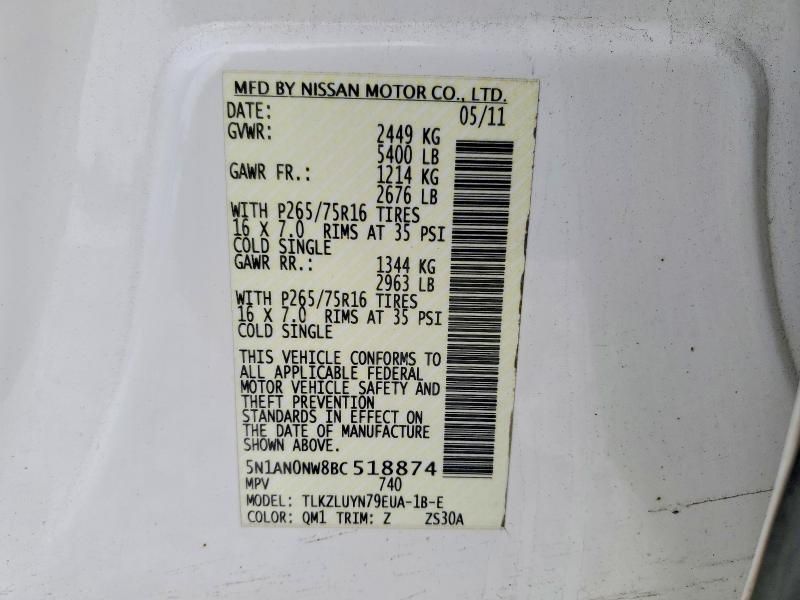 MFD BY NISSAN MOTOR CO., LTD.
DATE: 05/11
GVWR: 2449 KG
5400 LB
GAWR FR.: 1214 KG
2676 LB
WITH P265/75R16 TIRES
16 X 7.0 RIMS AT 35 PSI
COLD SINGLE
GAWR RR.: 1344 KG
2963 LB
WITH P265/75R16 TIRES
16 X 7.0 RIMS AT 35 PSI
COLD SINGLE
THIS VEHICLE CONFORMS TO
ALL APPLICABLE FEDERAL
MOTOR VEHICLE SAFETY AND
THEFT PREVENTION
STANDARDS IN EFFECT ON
THE DATE OF MANUFACTURE
SHOWN ABOVE.
5N1AN0NW8BC 518874
MPV 740
MODEL: TLKZLUYN79EUA-1B-E
COLOR: QM1 TRIM: Z ZS30A